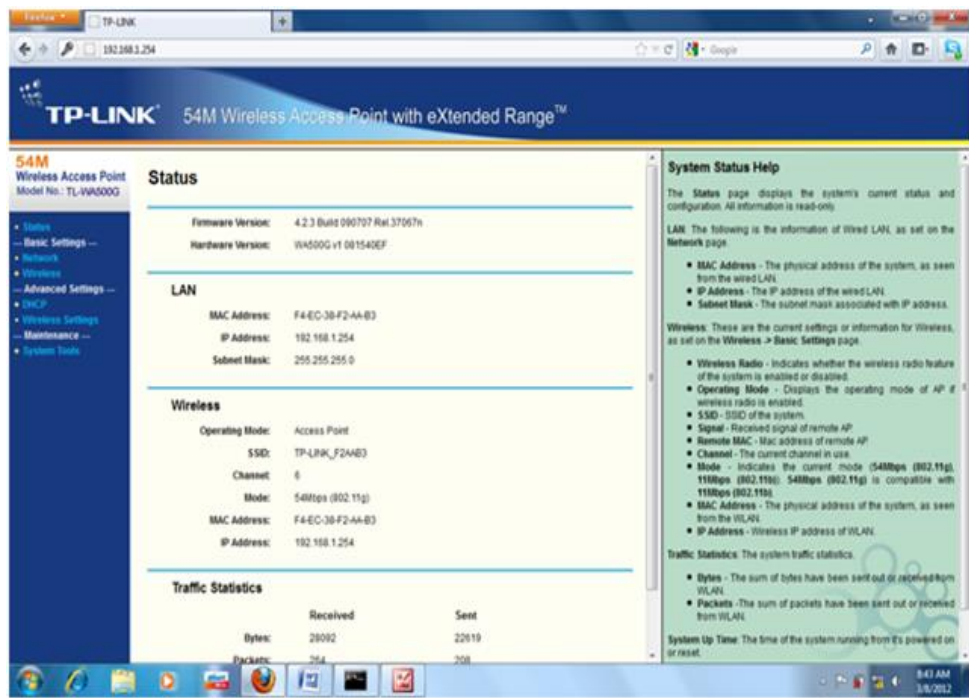 Firefox
TP-LINK
192.168.1.254
Google
TP-LINK 54M Wireless Access Point with eXtended Range™
54M
Wireless Access Point
Model No.: TL-WA500G
Status
--- Basic Settings ---
Network
Wireless
--- Advanced Settings ---
DHCP
Wireless Settings
--- Maintenance ---
System Tools
Status
Firmware Version: 4.2.3 Build 090707 Rel.37067n
Hardware Version: WA500G v1 081540EF
LAN
MAC Address: F4-EC-38-F2-AA-B3
IP Address: 192.168.1.254
Subnet Mask: 255.255.255.0
Wireless
Operating Mode: Access Point
SSID: TP-LINK_F2AAB3
Channel: 6
Mode: 54Mbps (802.11g)
MAC Address: F4-EC-38-F2-AA-B3
IP Address: 192.168.1.254
Traffic Statistics
Received Sent
Bytes: 28092 22619
Packets: 264 208
System Status Help
The Status page displays the system's current status and
configuration. All information is read-only.
LAN: The following is the information of Wired LAN, as set on the
Network page.
MAC Address - The physical address of the system, as seen
from the wired LAN.
IP Address - The IP address of the wired LAN.
Subnet Mask - The subnet mask associated with IP address.
Wireless: These are the current settings or information for Wireless,
as set on the Wireless -> Basic Settings page.
Wireless Radio - Indicates whether the wireless radio feature
of the system is enabled or disabled.
Operating Mode - Displays the operating mode of AP if
wireless radio is enabled.
SSID - SSID of the system.
Signal - Received signal of remote AP
Remote MAC - Mac address of remote AP
Channel - The current channel in use.
Mode - Indicates the current mode (54Mbps (802.11g),
11Mbps (802.11b)). 54Mbps (802.11g) is compatible with
11Mbps (802.11b).
MAC Address - The physical address of the system, as seen
from the WLAN.
IP Address - Wireless IP address of WLAN.
Traffic Statistics: The system traffic statistics.
Bytes - The sum of bytes have been sent out or received from
WLAN.
Packets -The sum of packets have been sent out or received
from WLAN.
System Up Time: The time of the system running from it's powered on
or reset.
8:43 AM
3/8/2012